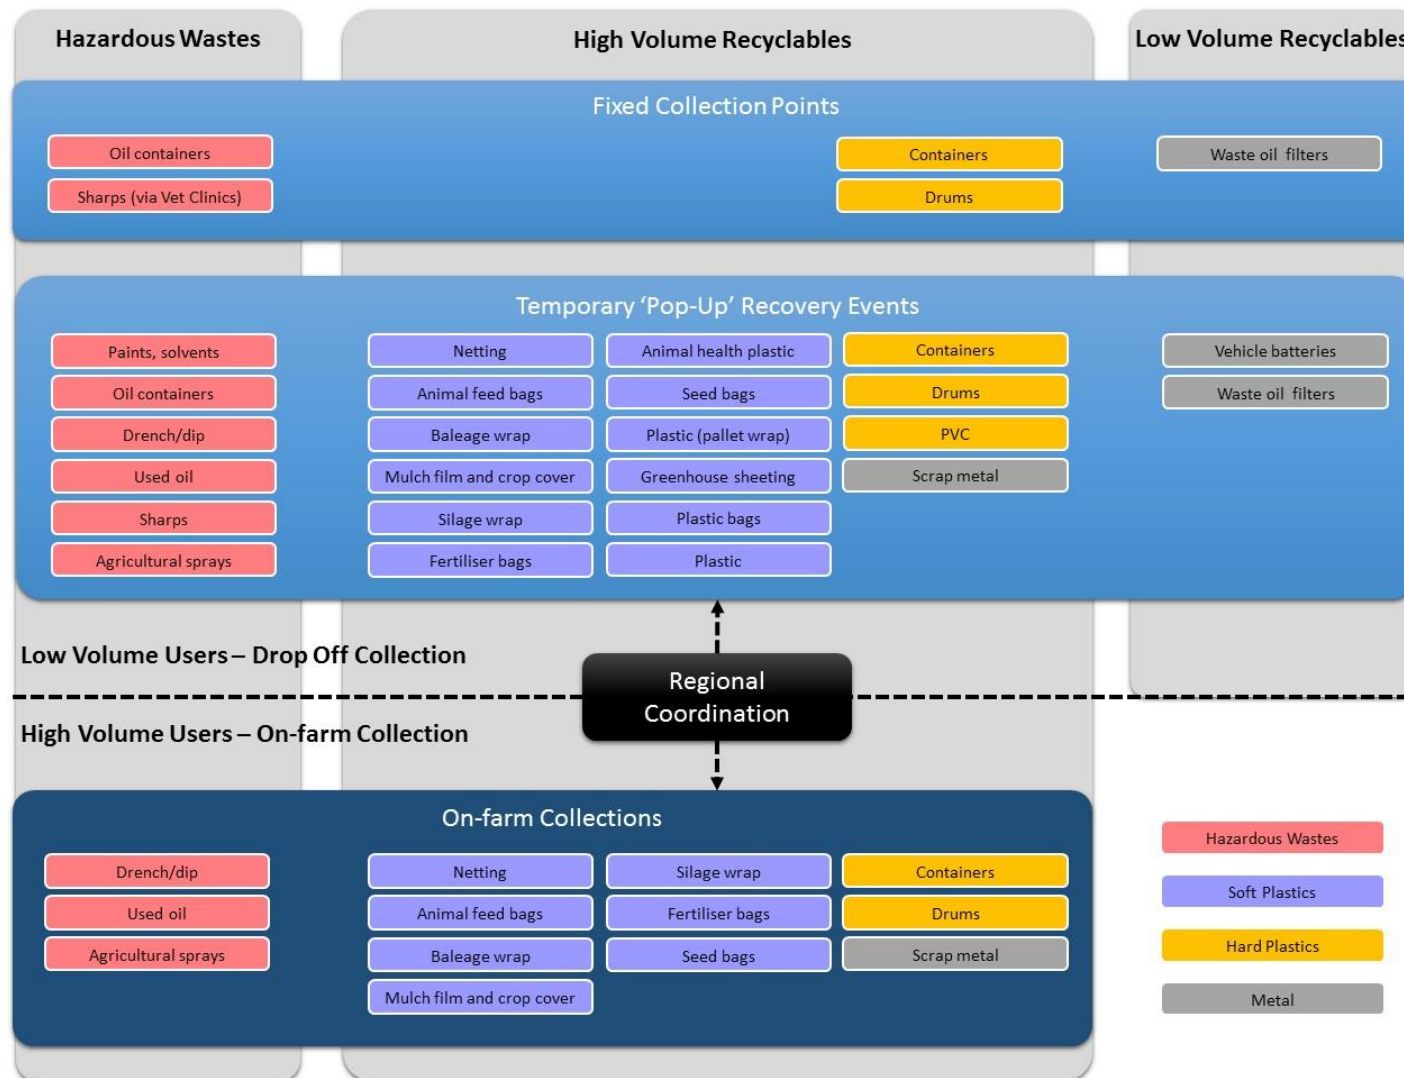 Hazardous Wastes
High Volume Recyclables
Low Volume Recyclables
Fixed Collection Points
Oil containers
Sharps (via Vet Clinics)
Containers
Drums
Waste oil filters
Temporary ‘Pop-Up’ Recovery Events
Paints, solvents
Oil containers
Drench/dip
Used oil
Sharps
Agricultural sprays
Netting
Animal feed bags
Baleage wrap
Mulch film and crop cover
Silage wrap
Fertiliser bags
Animal health plastic
Seed bags
Plastic (pallet wrap)
Greenhouse sheeting
Plastic bags
Plastic
Containers
Drums
PVC
Scrap metal
Vehicle batteries
Waste oil filters
Low Volume Users – Drop Off Collection
Regional
Coordination
High Volume Users – On-farm Collection
On-farm Collections
Drench/dip
Used oil
Agricultural sprays
Netting
Animal feed bags
Baleage wrap
Mulch film and crop cover
Silage wrap
Fertiliser bags
Seed bags
Containers
Drums
Scrap metal
Hazardous Wastes
Soft Plastics
Hard Plastics
Metal